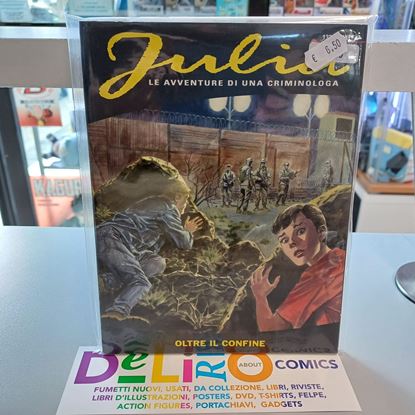 Julia
€ 6,50
LE AVVENTURE DI UNA CRIMINOLOGA
OLTRE IL CONFINE
DeLiRiO ABOUT COMICS
FUMETTI NUOVI, USATI, DA COLLEZIONE, LIBRI, RIVISTE,
LIBRI D'ILLUSTRAZIONI, POSTERS, DVD, T-SHIRTS, FELPE,
ACTION FIGURES, PORTACHIAVI, GADGETS